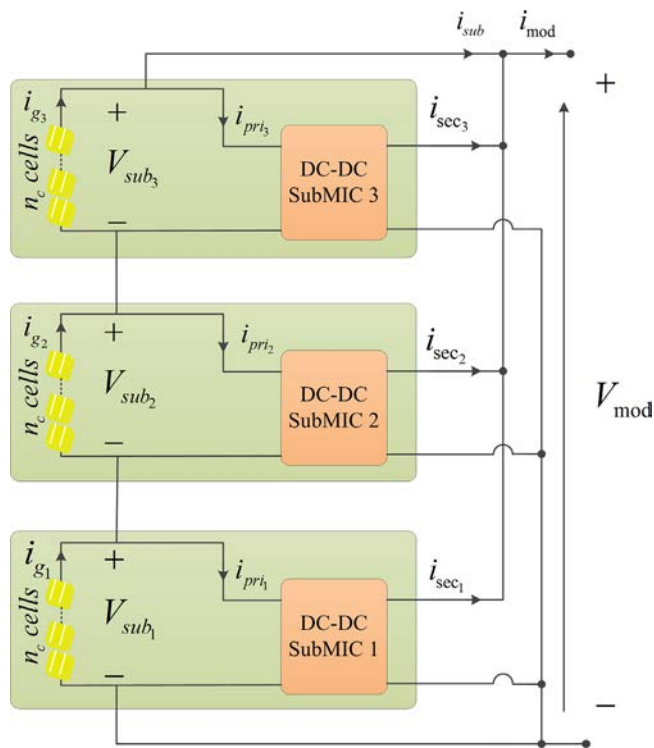 i_sub i_mod
+
i_g3 + i_pri3 i_sec3
n_c cells V_sub3 DC-DC
SubMIC 3
−
i_g2 + i_pri2 i_sec2
n_c cells V_sub2 DC-DC
SubMIC 2
V_mod
−
i_g1 + i_pri1 i_sec1
n_c cells V_sub1 DC-DC
SubMIC 1
− −